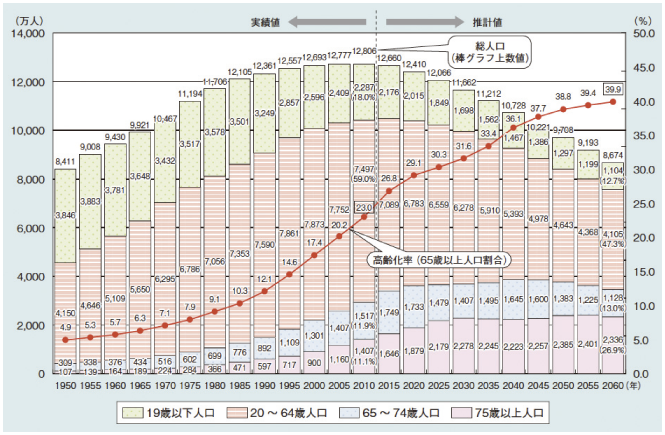 (万人) 実績値 推計値 (%)
14,000 12,000 10,000 8,000 6,000 4,000 2,000 0
50.0 45.0 40.0 35.0 30.0 25.0 20.0 15.0 10.0 5.0 0.0
総人口
(棒グラフ上数値)
8,411 9,008 9,430 9,921 10,467 11,194 11,706 12,105 12,361 12,557 12,693 12,777 12,806 12,660 12,410 12,066 11,662 11,212 10,728 10,221 9,708 9,193 8,674
3,846 3,883 3,781 3,648 3,432 3,517 3,578 3,501 3,249 2,857 2,596 2,409 2,287 (18.0%) 2,176 2,015 1,849 1,698 1,562 1,467 1,386 1,297 1,199 1,104 (12.7%)
4,150 4,646 5,109 5,650 6,295 6,786 7,056 7,353 7,590 7,861 7,873 7,752 7,497 (59.0%) 7,089 6,783 6,559 6,278 5,910 5,393 4,978 4,643 4,368 4,105 (47.3%)
4.9 5.3 5.7 6.3 7.1 7.9 9.1 10.3 12.1 14.6 17.4 20.2 23.0 26.8 29.1 30.3 31.6 33.4 36.1 37.7 38.8 39.4 39.9
高齢化率(65歳以上人口割合)
309 338 376 434 516 602 699 776 892 1,109 1,301 1,407 1,517 (11.9%) 1,749 1,733 1,479 1,407 1,495 1,645 1,600 1,383 1,225 1,128 (13.0%)
107 139 164 189 224 284 366 471 597 717 900 1,160 1,407 (11.1%) 1,646 1,879 2,179 2,278 2,245 2,223 2,257 2,385 2,401 2,336 (26.9%)
1950 1955 1960 1965 1970 1975 1980 1985 1990 1995 2000 2005 2010 2015 2020 2025 2030 2035 2040 2045 2050 2055 2060 (年)
19歳以下人口 20～64歳人口 65～74歳人口 75歳以上人口